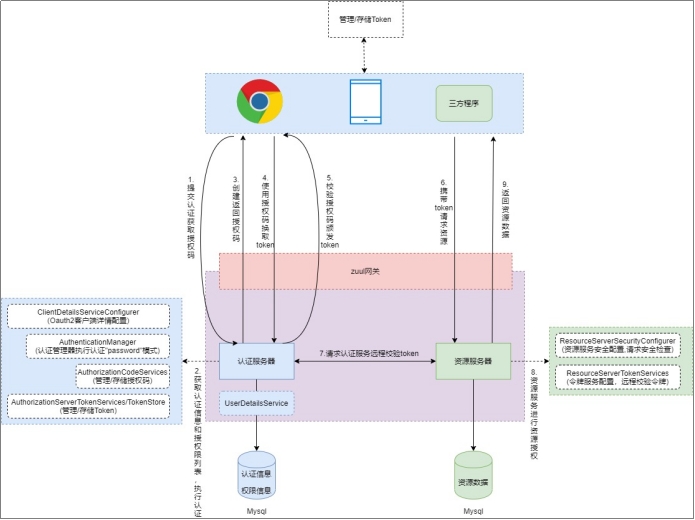 管理/存储Token
三方程序
1.提交认证获取授权码
3.创建返回授权码
4.使用授权码换取token
5.校验授权码颁发token
6.携带token请求资源
9.返回资源数据
zuul网关
ClientDetailsServiceConfigurer
(Oauth2客户端详情配置)
AuthenticationManager
(认证管理器执行认证"password"模式)
AuthorizationCodeServices
(管理/存储授权码)
AuthorizationServerTokenServices/TokenStore
(管理/存储Token)
2.获取认证信息和授权限列表,执行认证
认证服务器
7.请求认证服务远程校验token
资源服务器
UserDetailsService
8.资源服务进行资源授权
ResourceServerSecurityConfigurer
(资源服务安全配置,请求安全检查)
ResourceServerTokenServices
(令牌服务配置，远程校验令牌)
认证信息
权限信息
资源数据
Mysql
Mysql